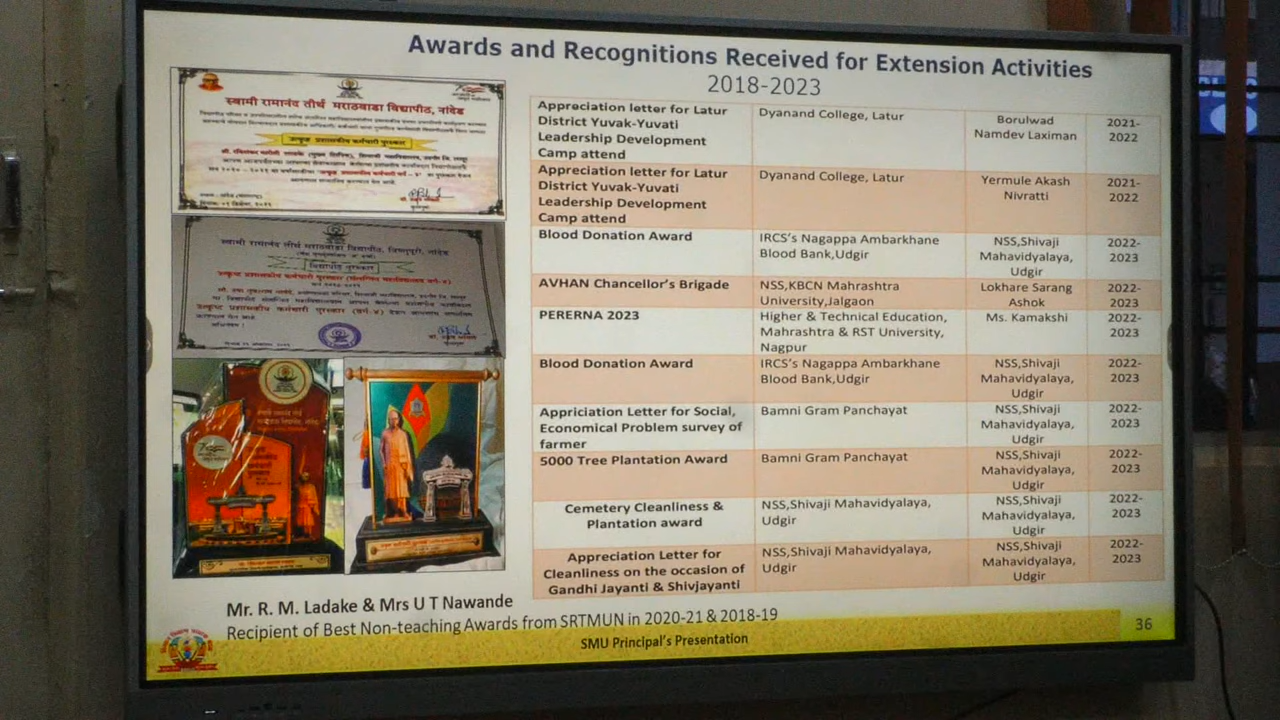 Awards and Recognitions Received for Extension Activities
2018-2023
स्वामी रामानंद तीर्थ मराठवाडा विद्यापीठ, नांदेड
उत्कृष्ट प्रशासकीय कर्मचारी पुरस्कार
स्वामी रामानंद तीर्थ मराठवाडा विद्यापीठ, विष्णुपुरी, नांदेड
विद्यापीठ पुरस्कार
Appreciation letter for Latur
District Yuvak-Yuvati
Leadership Development
Camp attend
Dyanand College, Latur
Borulwad
Namdev Laximan
2021-
2022
Appreciation letter for Latur
District Yuvak-Yuvati
Leadership Development
Camp attend
Dyanand College, Latur
Yermule Akash
Nivratti
2021-
2022
Blood Donation Award
IRCS's Nagappa Ambarkhane
Blood Bank,Udgir
NSS,Shivaji
Mahavidyalaya,
Udgir
2022-
2023
AVHAN Chancellor's Brigade
NSS,KBCN Mahrashtra
University,Jalgaon
Lokhare Sarang
Ashok
2022-
2023
PERERNA 2023
Higher & Technical Education,
Mahrashtra & RST University,
Nagpur
Ms. Kamakshi
2022-
2023
Blood Donation Award
IRCS's Nagappa Ambarkhane
Blood Bank,Udgir
NSS,Shivaji
Mahavidyalaya,
Udgir
2022-
2023
Appriciation Letter for Social,
Economical Problem survey of
farmer
Bamni Gram Panchayat
NSS,Shivaji
Mahavidyalaya,
Udgir
2022-
2023
5000 Tree Plantation Award
Bamni Gram Panchayat
NSS,Shivaji
Mahavidyalaya,
Udgir
2022-
2023
Cemetery Cleanliness &
Plantation award
NSS,Shivaji Mahavidyalaya,
Udgir
NSS,Shivaji
Mahavidyalaya,
Udgir
2022-
2023
Appreciation Letter for
Cleanliness on the occasion of
Gandhi Jayanti & Shivjayanti
NSS,Shivaji Mahavidyalaya,
Udgir
NSS,Shivaji
Mahavidyalaya,
Udgir
2022-
2023
Mr. R. M. Ladake & Mrs U T Nawande
Recipient of Best Non-teaching Awards from SRTMUN in 2020-21 & 2018-19
SMU Principal's Presentation
36